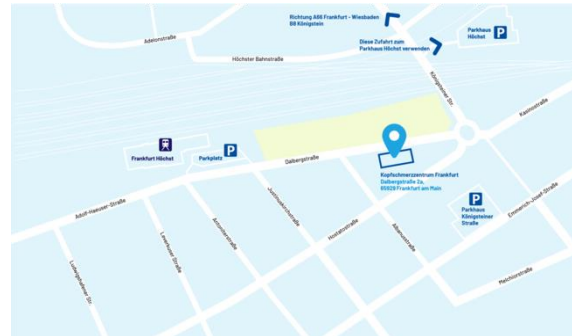 Richtung A66 Frankfurt - Wiesbaden
B8 Königstein
Adelonstraße
Diese Zufahrt zum
Parkhaus Höchst verwenden
Parkhaus
Höchst
P
Höchster Bahnstraße
Königsteiner Str.
Kasinostraße
Frankfurt Höchst
Parkplatz
P
Dalbergstraße
Kopfschmerzzentrum Frankfurt
Dalbergstraße 2a,
65929 Frankfurt am Main
P
Parkhaus
Königsteiner
Straße
Adolf-Haeuser-Straße
Justinuskirchstraße
Emmerich-Josef-Straße
Ludwigshafener Str.
Leverkuser Straße
Antoniterstraße
Hostatostraße
Albanusstraße
Melchiorstraße